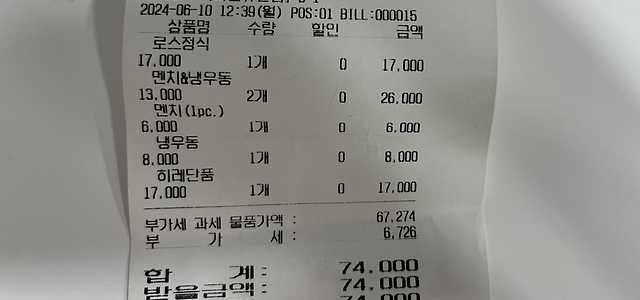 2024-06-10 12:39(월) POS:01 BILL:000015
상품명 수량 할인 금액
로스정식
17,000 1개 0 17,000
멘치&냉우동
13,000 2개 0 26,000
멘치(1pc.)
6,000 1개 0 6,000
냉우동
8,000 1개 0 8,000
히레단품
17,000 1개 0 17,000
부가세 과세 물품가액 : 67,274
부 가 세 : 6,726
합 계: 74,000
받을금액: 74,000